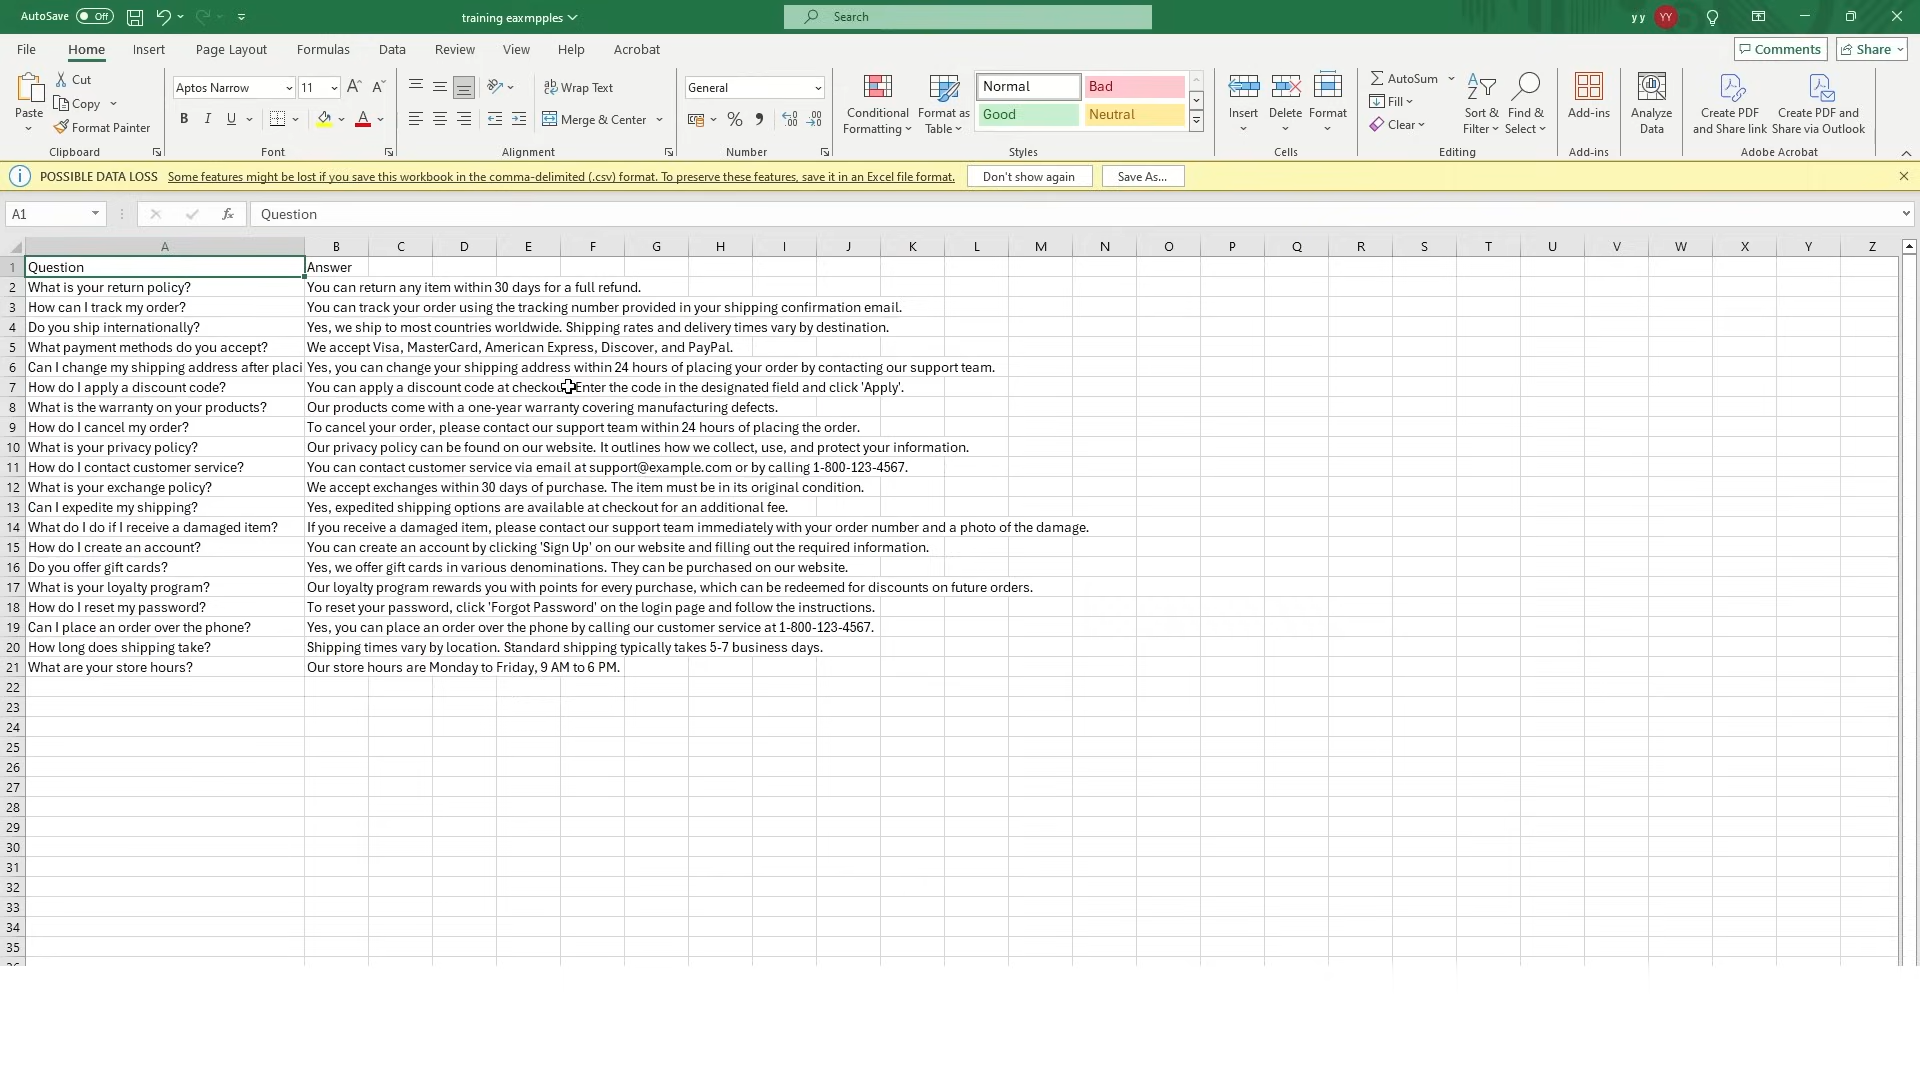 AutoSave Off training eaxmpples Search y y YY
File Home Insert Page Layout Formulas Data Review View Help Acrobat Comments Share
Paste Cut Copy Format Painter Clipboard
Aptos Narrow 11 B I U Font
Wrap Text Merge & Center Alignment
General % Number
Conditional Formatting Format as Table Normal Bad Good Neutral Styles
Insert Delete Format Cells
AutoSum Fill Clear Sort & Filter Find & Select Editing
Add-ins Add-ins
Analyze Data
Create PDF and Share link Create PDF and Share via Outlook Adobe Acrobat
POSSIBLE DATA LOSS Some features might be lost if you save this workbook in the comma-delimited (.csv) format. To preserve these features, save it in an Excel file format. Don't show again Save As...
A1 fx Question
A B C D E F G H I J K L M N O P Q R S T U V W X Y Z
1 Question Answer
2 What is your return policy? You can return any item within 30 days for a full refund.
3 How can I track my order? You can track your order using the tracking number provided in your shipping confirmation email.
4 Do you ship internationally? Yes, we ship to most countries worldwide. Shipping rates and delivery times vary by destination.
5 What payment methods do you accept? We accept Visa, MasterCard, American Express, Discover, and PayPal.
6 Can I change my shipping address after placi Yes, you can change your shipping address within 24 hours of placing your order by contacting our support team.
7 How do I apply a discount code? You can apply a discount code at checkou Enter the code in the designated field and click 'Apply'.
8 What is the warranty on your products? Our products come with a one-year warranty covering manufacturing defects.
9 How do I cancel my order? To cancel your order, please contact our support team within 24 hours of placing the order.
10 What is your privacy policy? Our privacy policy can be found on our website. It outlines how we collect, use, and protect your information.
11 How do I contact customer service? You can contact customer service via email at support@example.com or by calling 1-800-123-4567.
12 What is your exchange policy? We accept exchanges within 30 days of purchase. The item must be in its original condition.
13 Can I expedite my shipping? Yes, expedited shipping options are available at checkout for an additional fee.
14 What do I do if I receive a damaged item? If you receive a damaged item, please contact our support team immediately with your order number and a photo of the damage.
15 How do I create an account? You can create an account by clicking 'Sign Up' on our website and filling out the required information.
16 Do you offer gift cards? Yes, we offer gift cards in various denominations. They can be purchased on our website.
17 What is your loyalty program? Our loyalty program rewards you with points for every purchase, which can be redeemed for discounts on future orders.
18 How do I reset my password? To reset your password, click 'Forgot Password' on the login page and follow the instructions.
19 Can I place an order over the phone? Yes, you can place an order over the phone by calling our customer service at 1-800-123-4567.
20 How long does shipping take? Shipping times vary by location. Standard shipping typically takes 5-7 business days.
21 What are your store hours? Our store hours are Monday to Friday, 9 AM to 6 PM.
22
23
24
25
26
27
28
29
30
31
32
33
34
35